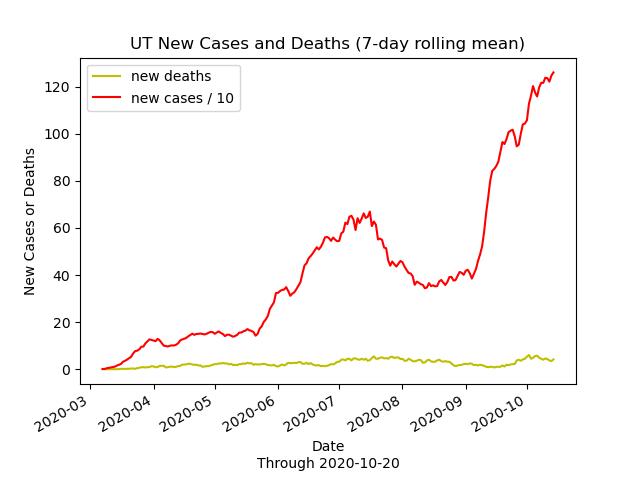 UT New Cases and Deaths (7-day rolling mean)
new deaths
new cases / 10
120
100
80
60
40
20
0
New Cases or Deaths
2020-03
2020-04
2020-05
2020-06
2020-07
2020-08
2020-09
2020-10
Date
Through 2020-10-20